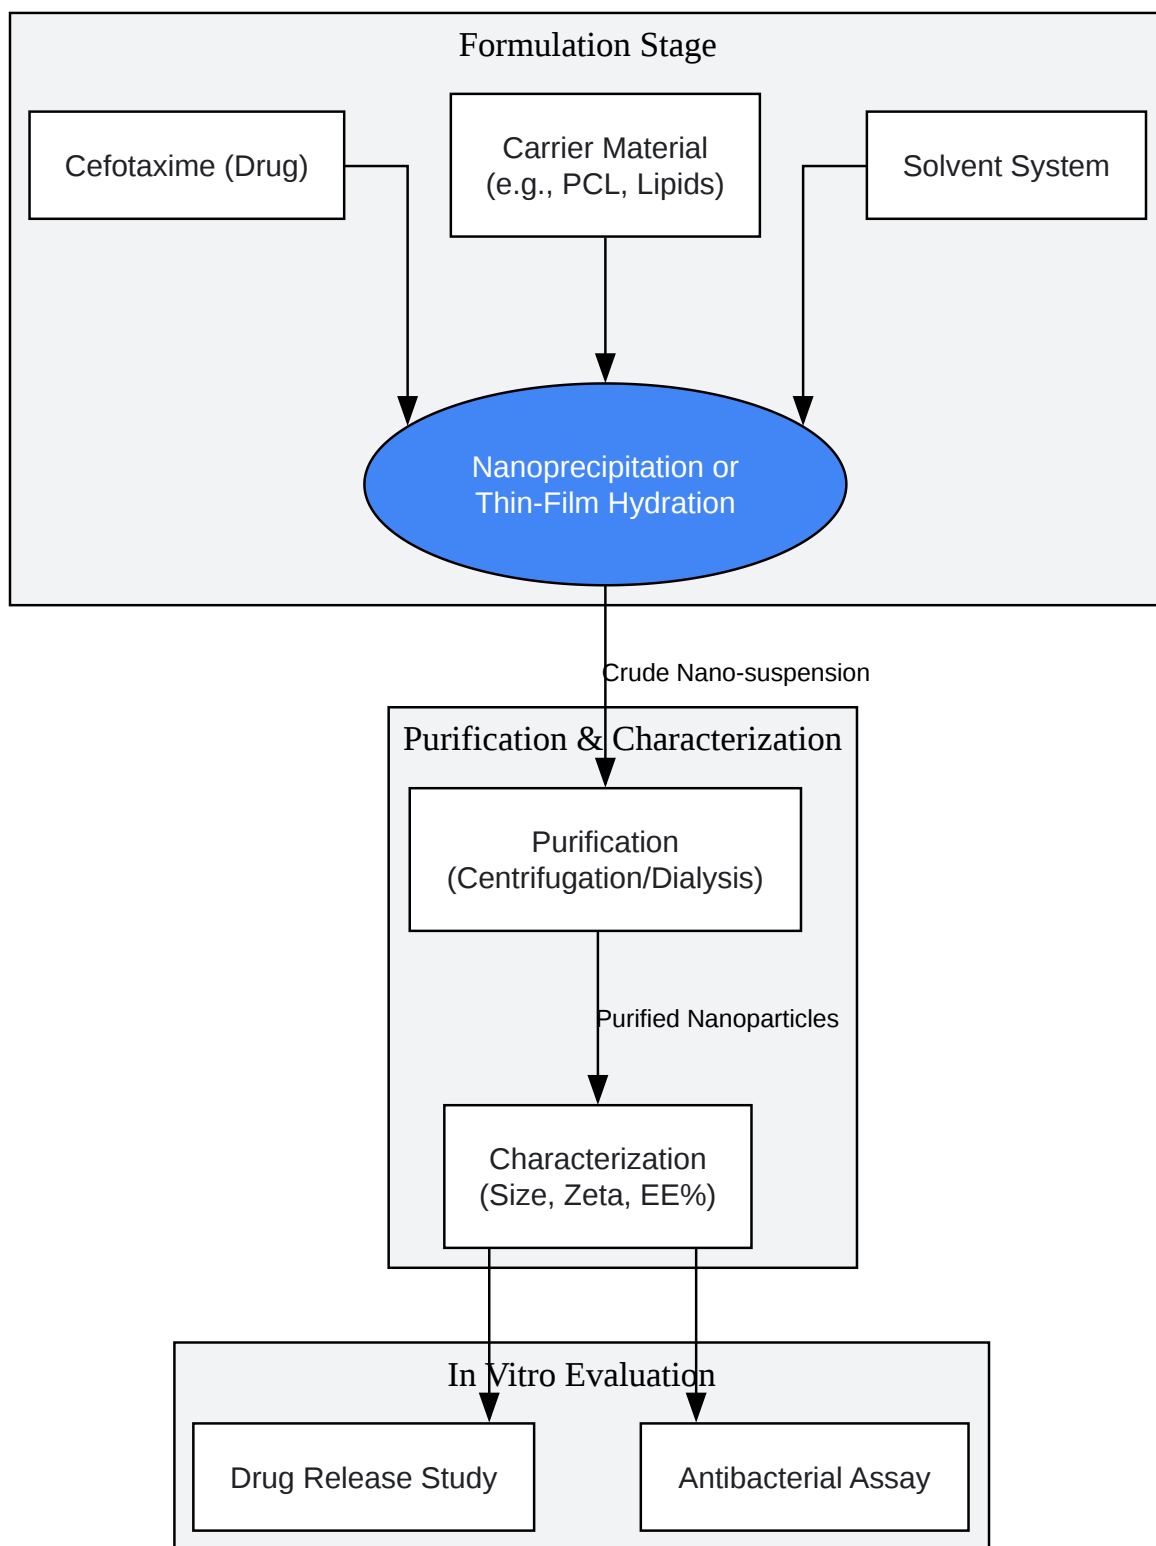 Formulation Stage
Cefotaxime (Drug)
Carrier Material
(e.g., PCL, Lipids)
Solvent System
Nanoprecipitation or
Thin-Film Hydration
Crude Nano-suspension
Purification & Characterization
Purification
(Centrifugation/Dialysis)
Purified Nanoparticles
Characterization
(Size, Zeta, EE%)
In Vitro Evaluation
Drug Release Study
Antibacterial Assay